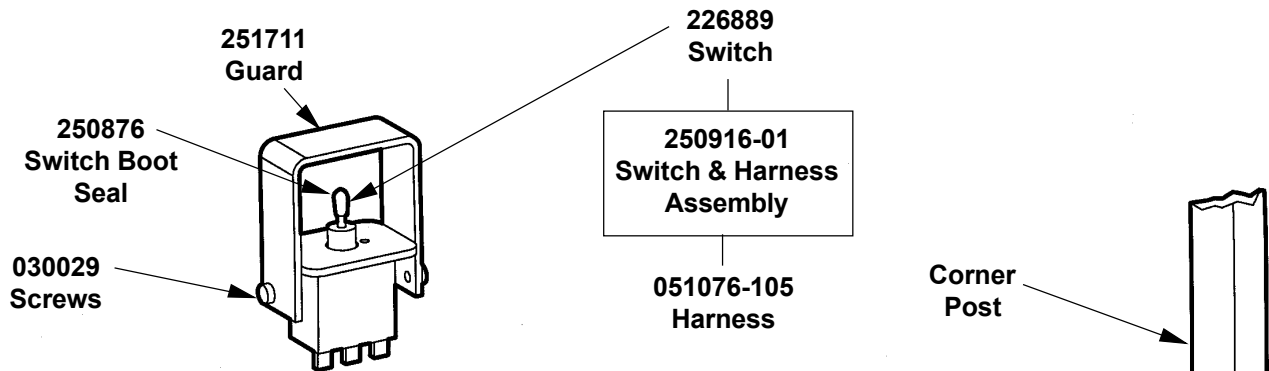 226889
Switch
251711
Guard
250876
Switch Boot
Seal
250916-01
Switch & Harness
Assembly
030029
Screws
051076-105
Harness
Corner
Post